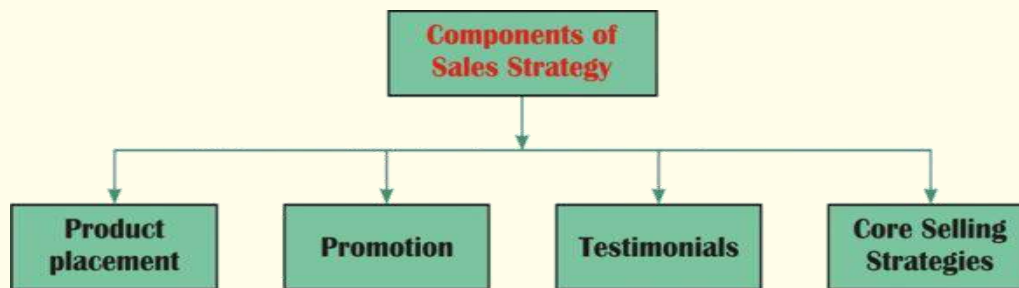 Components of
Sales Strategy
Product
placement
Promotion
Testimonials
Core Selling
Strategies